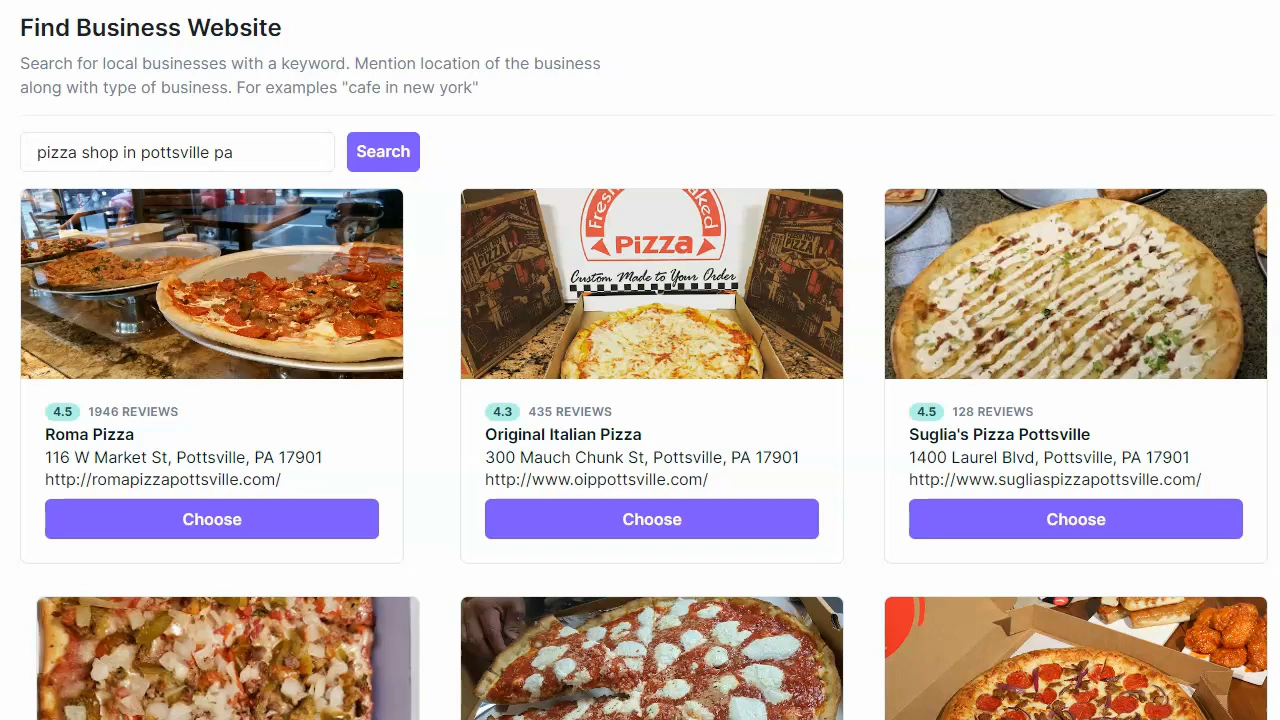 Find Business Website
Search for local businesses with a keyword. Mention location of the business
along with type of business. For examples "cafe in new york"
pizza shop in pottsville pa
Search
Pizza
Custom Made to Your Order
4.5 1946 REVIEWS
Roma Pizza
116 W Market St, Pottsville, PA 17901
http://romapizzapottsville.com/
Choose
4.3 435 REVIEWS
Original Italian Pizza
300 Mauch Chunk St, Pottsville, PA 17901
http://www.oippottsville.com/
Choose
4.5 128 REVIEWS
Suglia's Pizza Pottsville
1400 Laurel Blvd, Pottsville, PA 17901
http://www.sugliaspizzapottsville.com/
Choose